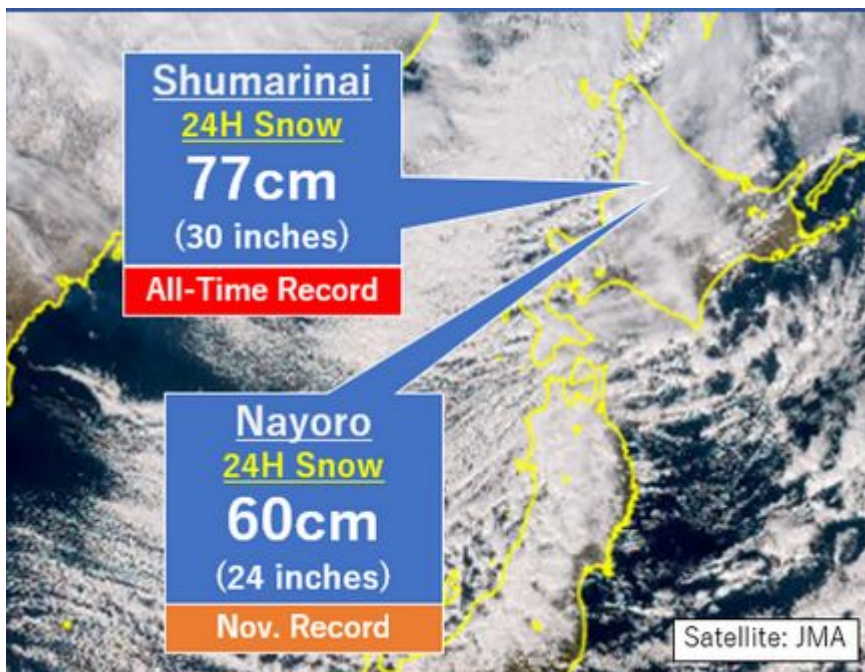 Shumarinai
24H Snow
77cm
(30 inches)
All-Time Record
Nayoro
24H Snow
60cm
(24 inches)
Nov. Record
Satellite: JMA